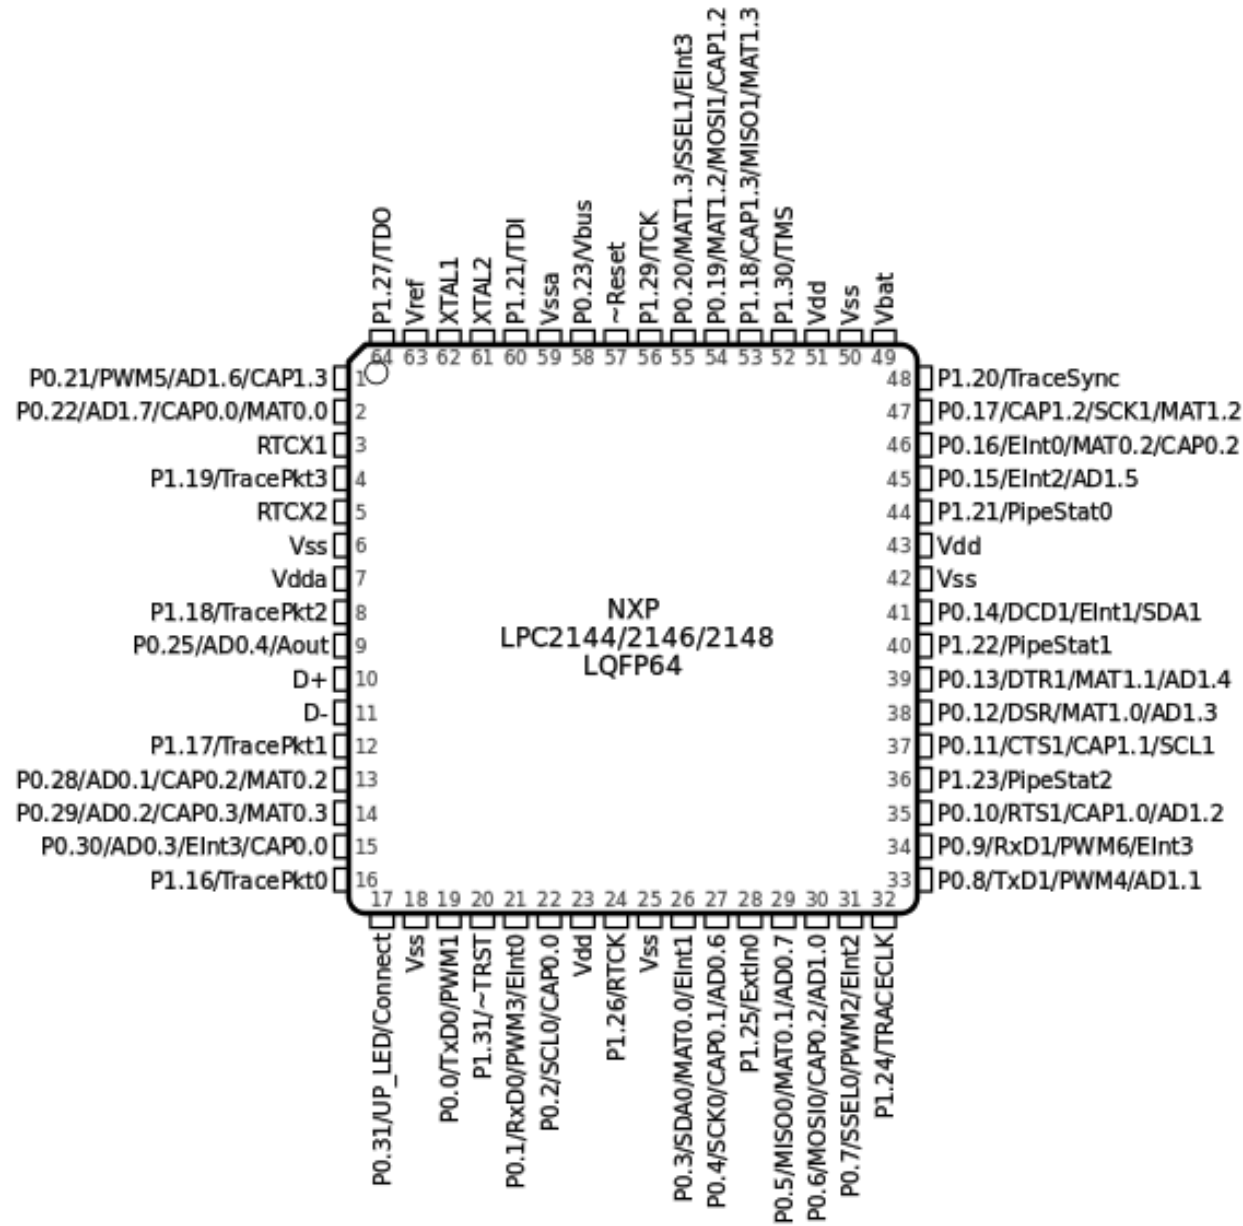 P1.27/TDO
Vref
XTAL1
XTAL2
P1.21/TDI
Vssa
P0.23/Vbus
~Reset
P1.29/TCK
P0.20/MAT1.3/SSEL1/EInt3
P0.19/MAT1.2/MOSI1/CAP1.2
P1.18/CAP1.3/MISO1/MAT1.3
P1.30/TMS
Vdd
Vss
Vbat
64 63 62 61 60 59 58 57 56 55 54 53 52 51 50 49
P0.21/PWM5/AD1.6/CAP1.3 1
P0.22/AD1.7/CAP0.0/MAT0.0 2
RTCX1 3
P1.19/TracePkt3 4
RTCX2 5
Vss 6
Vdda 7
P1.18/TracePkt2 8
P0.25/AD0.4/Aout 9
D+ 10
D- 11
P1.17/TracePkt1 12
P0.28/AD0.1/CAP0.2/MAT0.2 13
P0.29/AD0.2/CAP0.3/MAT0.3 14
P0.30/AD0.3/EInt3/CAP0.0 15
P1.16/TracePkt0 16
NXP
LPC2144/2146/2148
LQFP64
48 P1.20/TraceSync
47 P0.17/CAP1.2/SCK1/MAT1.2
46 P0.16/EInt0/MAT0.2/CAP0.2
45 P0.15/EInt2/AD1.5
44 P1.21/PipeStat0
43 Vdd
42 Vss
41 P0.14/DCD1/EInt1/SDA1
40 P1.22/PipeStat1
39 P0.13/DTR1/MAT1.1/AD1.4
38 P0.12/DSR/MAT1.0/AD1.3
37 P0.11/CTS1/CAP1.1/SCL1
36 P1.23/PipeStat2
35 P0.10/RTS1/CAP1.0/AD1.2
34 P0.9/RxD1/PWM6/EInt3
33 P0.8/TxD1/PWM4/AD1.1
17 18 19 20 21 22 23 24 25 26 27 28 29 30 31 32
P0.31/UP_LED/Connect
Vss
P0.0/TxD0/PWM1
P1.31/~TRST
P0.1/RxD0/PWM3/EInt0
P0.2/SCL0/CAP0.0
Vdd
P1.26/RTCK
Vss
P0.3/SDA0/MAT0.0/EInt1
P0.4/SCK0/CAP0.1/AD0.6
P1.25/ExtIn0
P0.5/MISO0/MAT0.1/AD0.7
P0.6/MOSI0/CAP0.2/AD1.0
P0.7/SSEL0/PWM2/EInt2
P1.24/TRACECLK